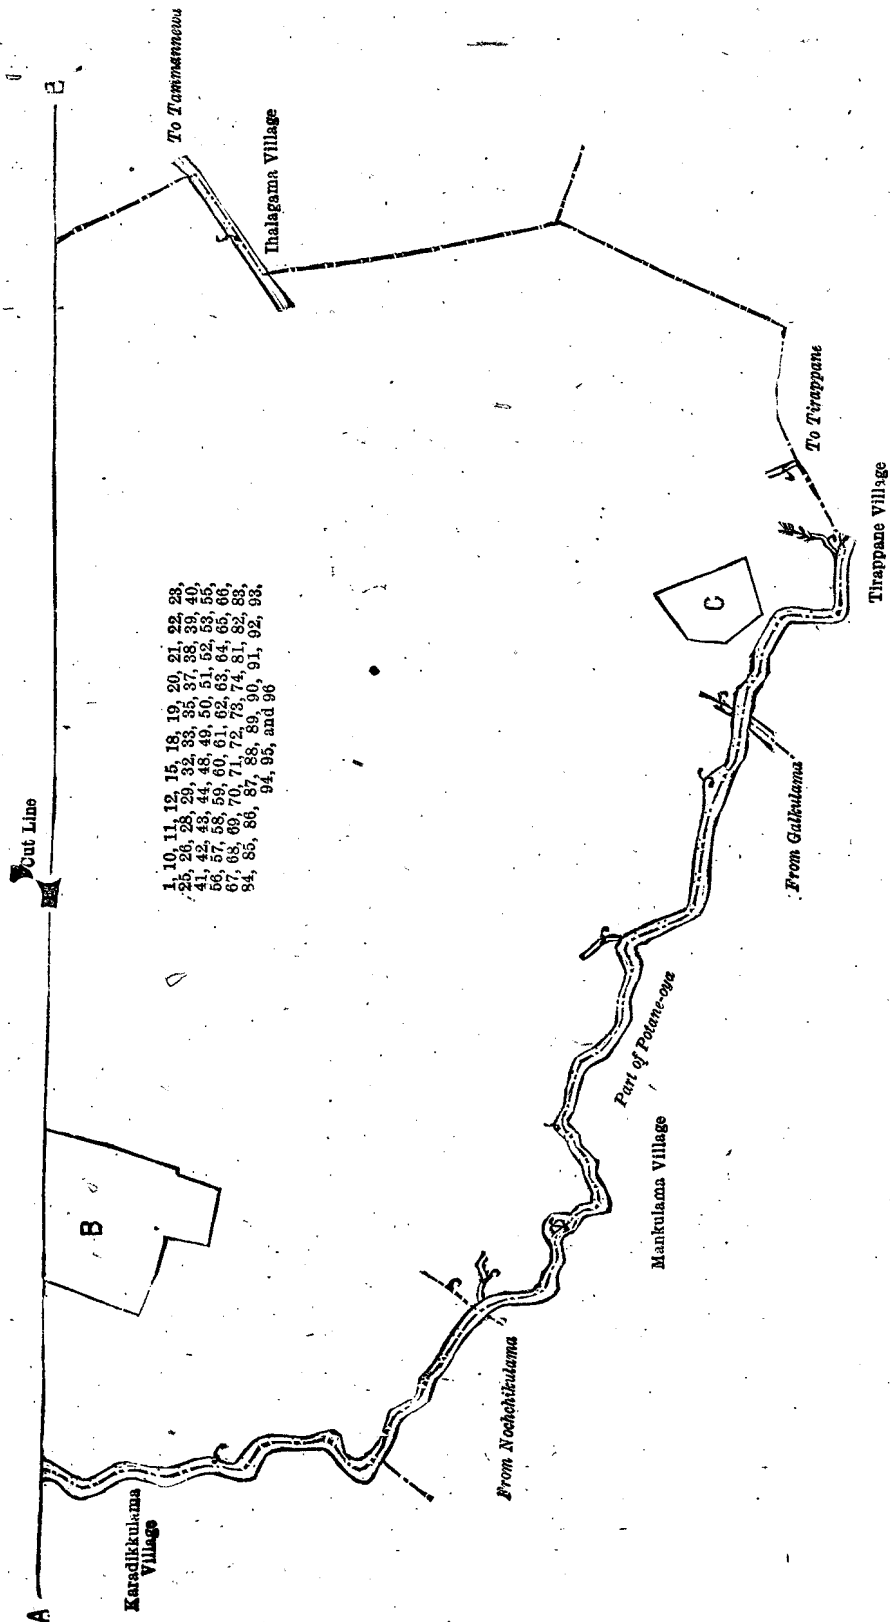 A
Cut Line
E
To Tammannewa
Ihalagama Village
B
1, 10, 11, 12, 15, 18, 19, 20, 21, 22, 23,
25, 26, 28, 29, 32, 33, 35, 37, 38, 39, 40,
41, 42, 43, 44, 48, 49, 50, 51, 52, 53, 55,
56, 57, 58, 59, 60, 61, 62, 63, 64, 65, 66,
67, 68, 69, 70, 71, 72, 73, 74, 81, 82, 83,
84, 85, 86, 87, 88, 89, 90, 91, 92, 93,
94, 95, and 96
Karadikkulama
Village
From Nochchikulama
Mankulama Village
Part of Potane-oya
From Galkulama
C
To Tirappane
Tirappane Village